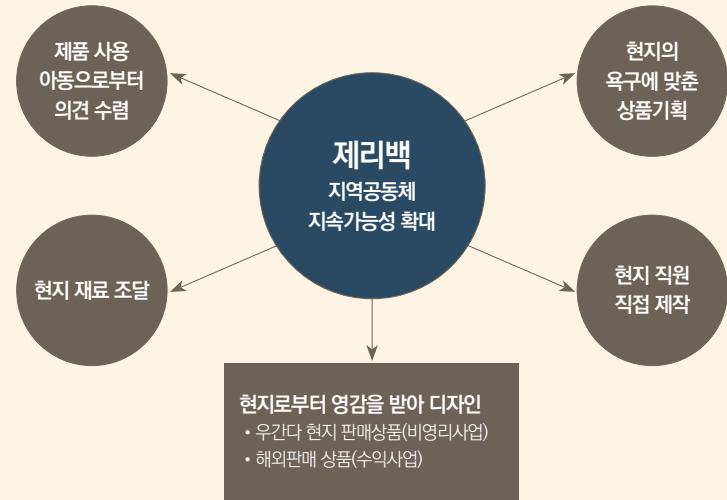 제품 사용
아동으로부터
의견 수렴
현지의
욕구에 맞춘
상품기획
제리백
지역공동체
지속가능성 확대
현지 재료 조달
현지 직원
직접 제작
현지로부터 영감을 받아 디자인
• 우간다 현지 판매상품(비영리사업)
• 해외판매 상품(수익사업)